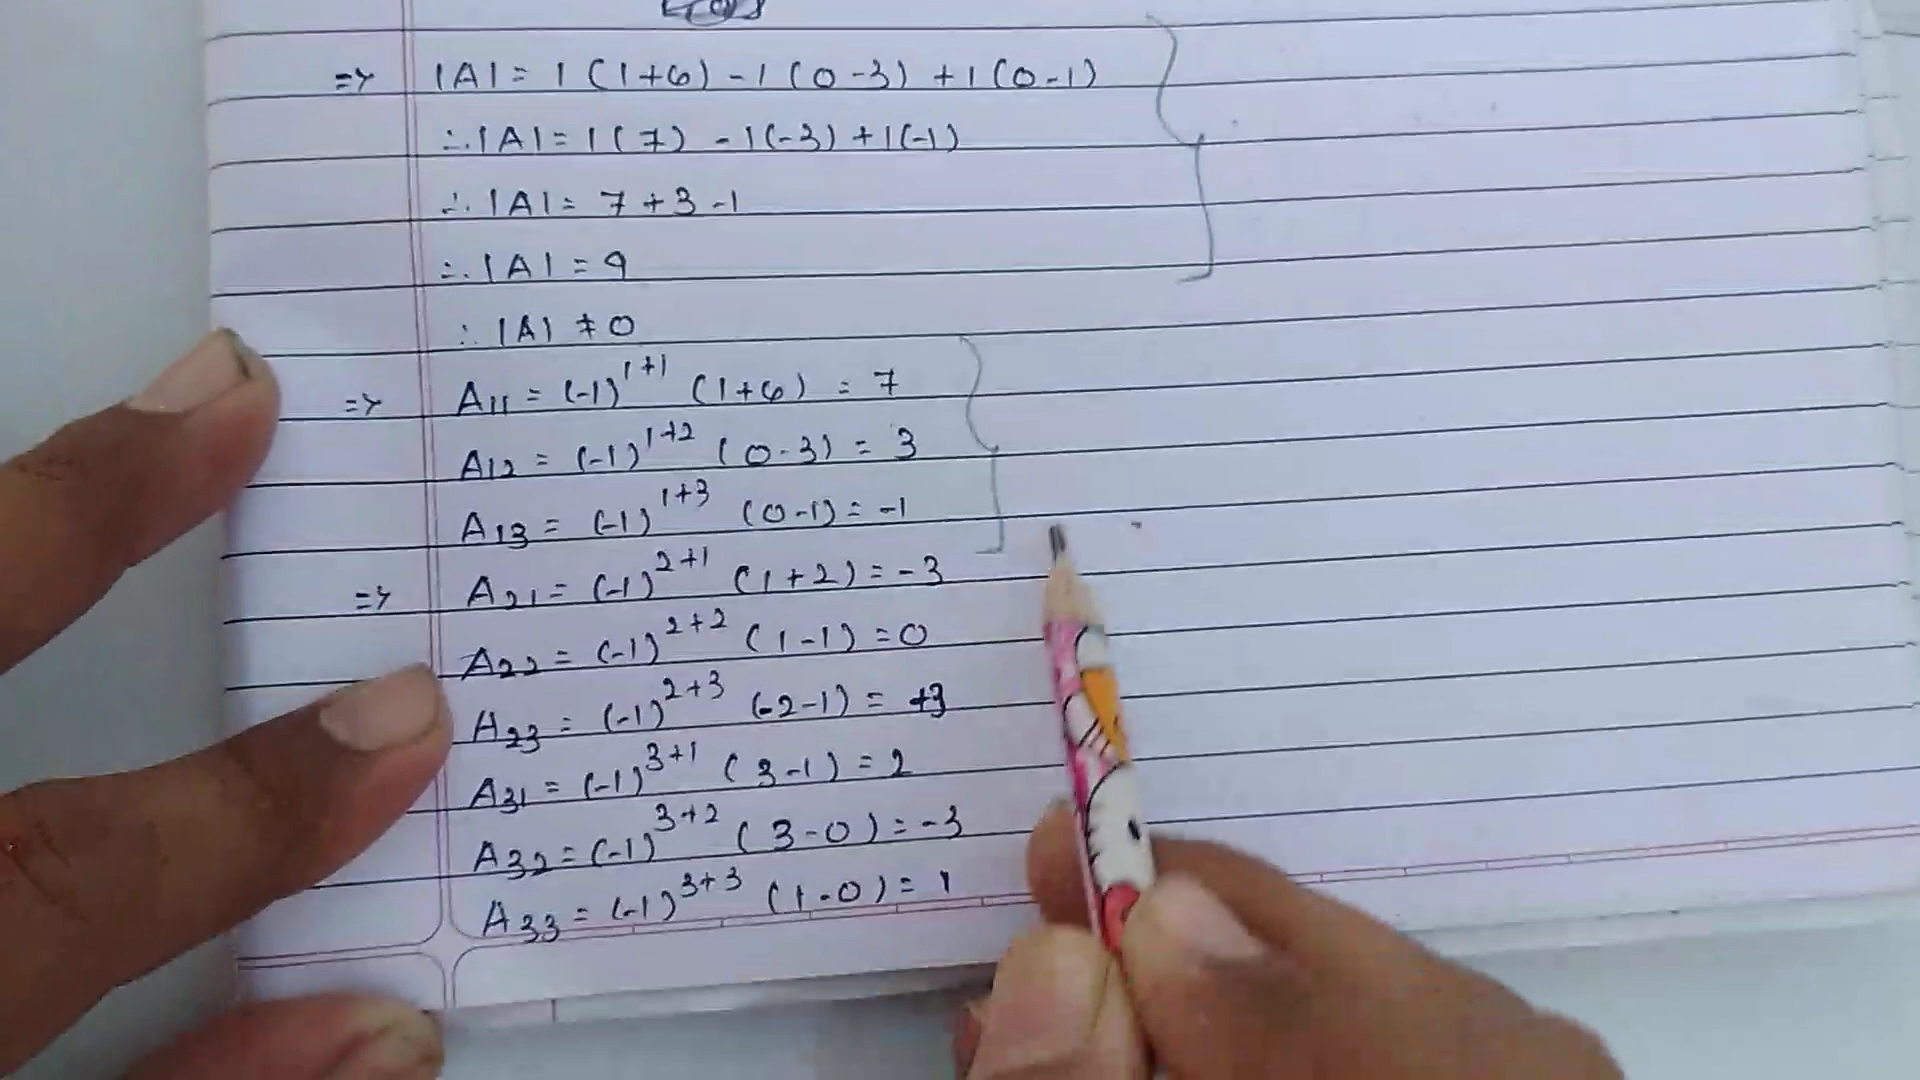 => |A| = 1 (1+6) - 1 (0-3) + 1 (0-1)
∴ |A| = 1(7) - 1(-3) + 1(-1)
∴ |A| = 7 + 3 - 1
∴ |A| = 9
∴ |A| ≠ 0
=> A₁₁ = (-1)¹⁺¹ (1+6) = 7
A₁₂ = (-1)¹⁺² (0-3) = 3
A₁₃ = (-1)¹⁺³ (0-1) = -1
=> A₂₁ = (-1)²⁺¹ (1+2) = -3
A₂₂ = (-1)²⁺² (1-1) = 0
A₂₃ = (-1)²⁺³ (-2-1) = +3
A₃₁ = (-1)³⁺¹ (3-1) = 2
A₃₂ = (-1)³⁺² (3-0) = -3
A₃₃ = (-1)³⁺³ (1-0) = 1